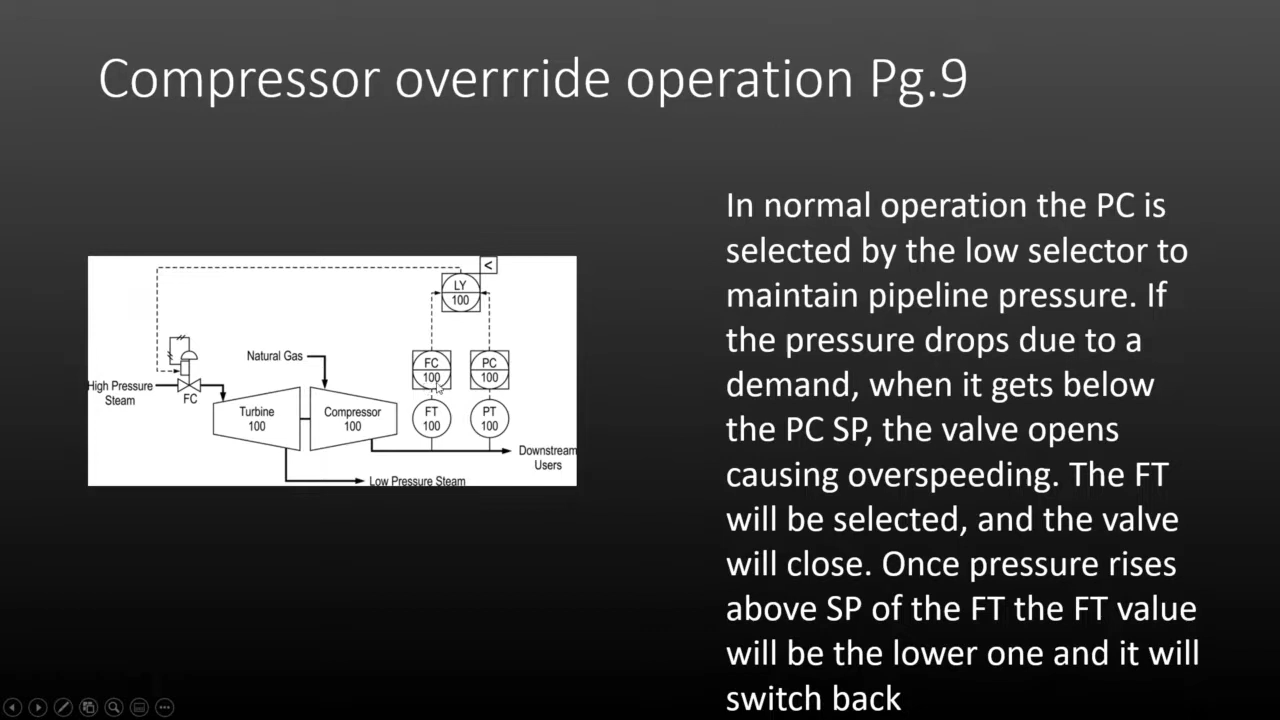 Compressor overrride operation Pg.9
In normal operation the PC is
selected by the low selector to
maintain pipeline pressure. If
the pressure drops due to a
demand, when it gets below
the PC SP, the valve opens
causing overspeeding. The FT
will be selected, and the valve
will close. Once pressure rises
above SP of the FT the FT value
will be the lower one and it will
switch back
<
LY
100
FC
100
PC
100
FT
100
PT
100
Natural Gas
High Pressure
Steam
FC
Turbine
100
Compressor
100
Downstream
Users
Low Pressure Steam